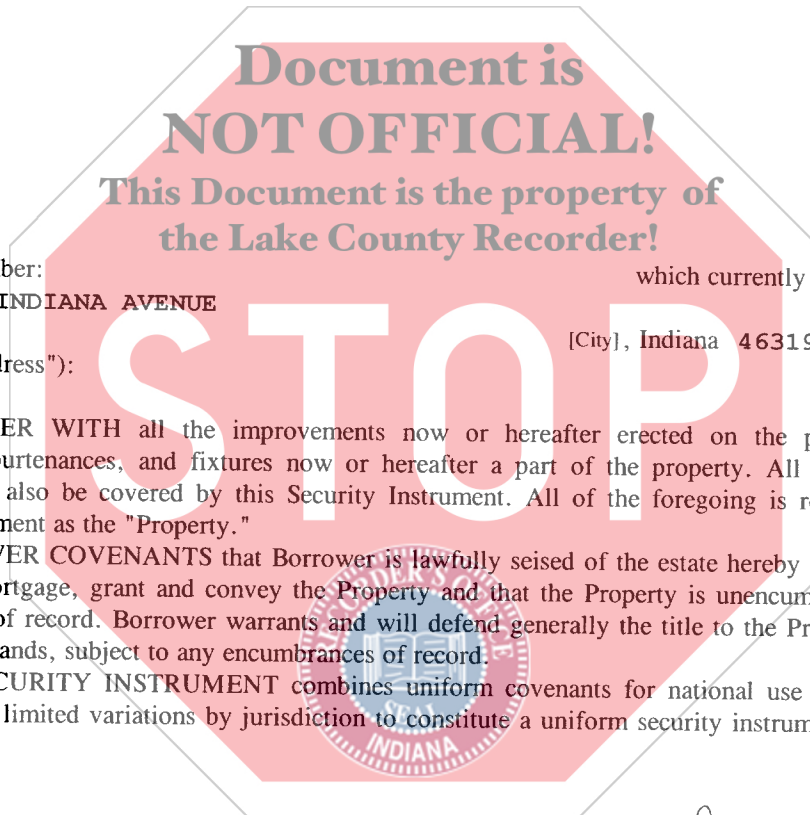 Document is
NOT OFFICIAL!
This Document is the property of
the Lake County Recorder!
ber:
which currently
INDIANA AVENUE
[City], Indiana 46319
ress"):
STOP
ER WITH all the improvements now or hereafter erected on the p
urtenances, and fixtures now or hereafter a part of the property. All
also be covered by this Security Instrument. All of the foregoing is r
ment as the "Property."
ER COVENANTS that Borrower is lawfully seised of the estate hereby
rtgage, grant and convey the Property and that the Property is unencum
of record. Borrower warrants and will defend generally the title to the Pr
ands, subject to any encumbrances of record.
CURITY INSTRUMENT combines uniform covenants for national use
limited variations by jurisdiction to constitute a uniform security instrum
RECORDER'S OFFICE
SEAL
INDIANA